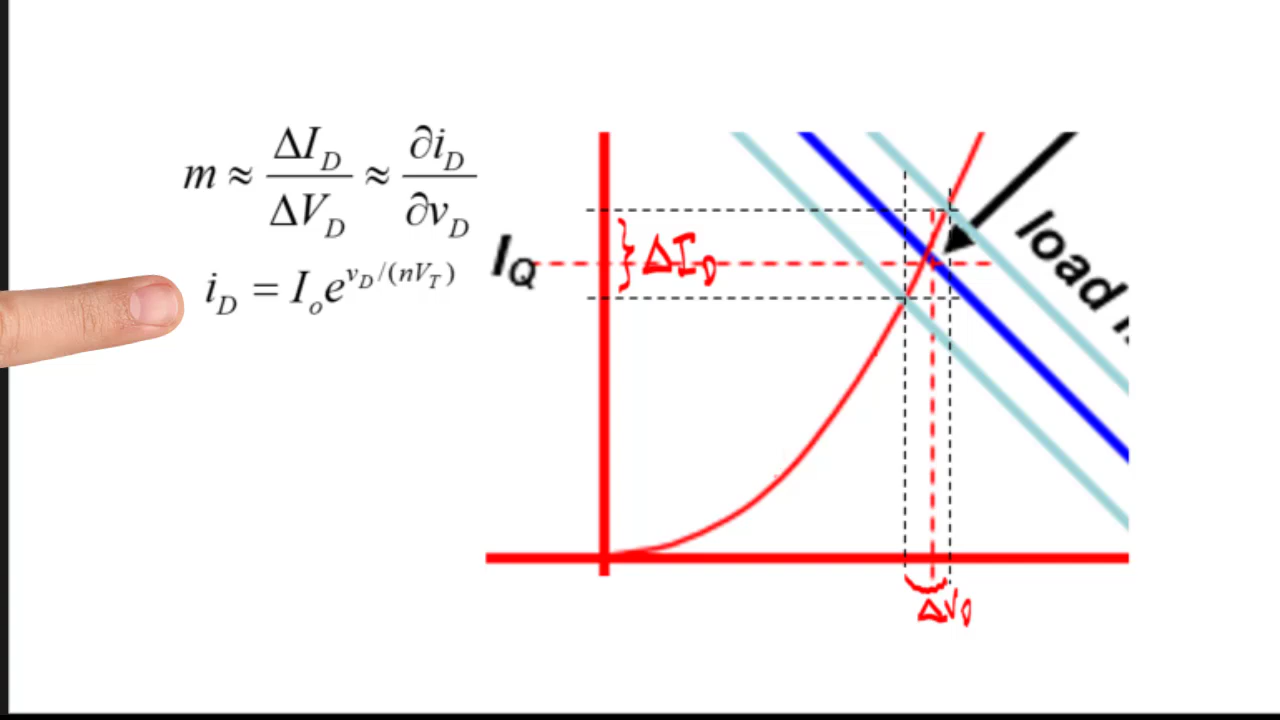 m ≈ ΔI_D / ΔV_D ≈ ∂i_D / ∂v_D
i_D = I_o e^{v_D/(nV_T)}
I_Q
ΔI_D
load
ΔV_D